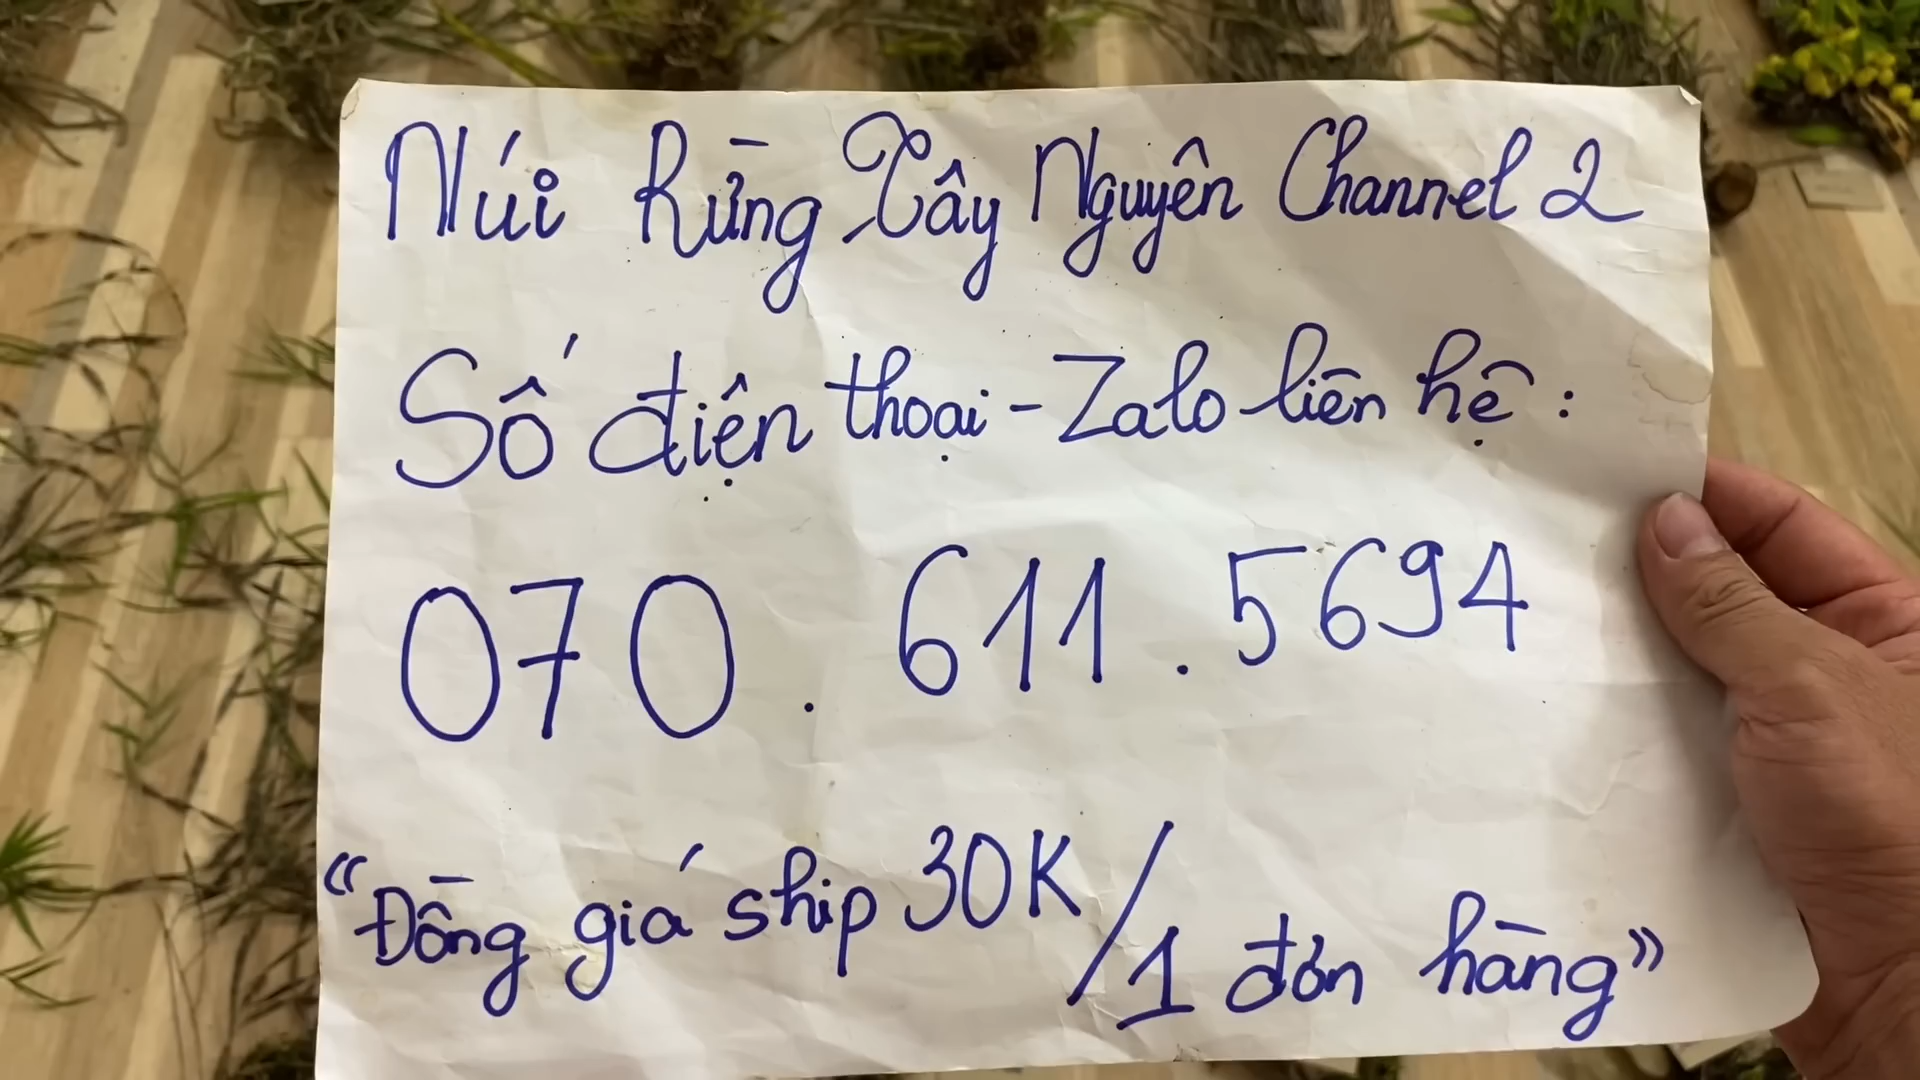 Núi Rừng Tây Nguyên Channel 2
Số điện thoại - Zalo liên hệ :
070 . 611 . 5694
“Đồng giá ship 30K/1 đơn hàng”